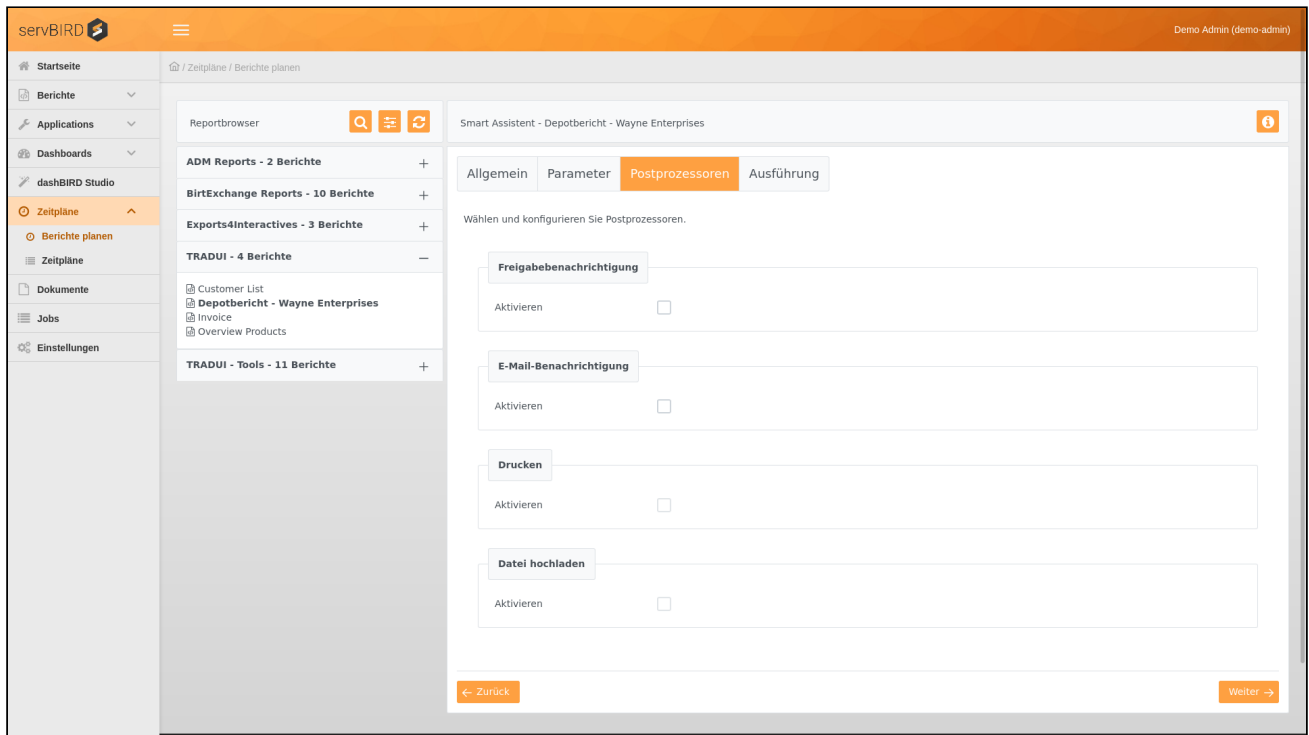 servBIRD
Demo Admin (demo-admin)
Startseite
Berichte
Applications
Dashboards
dashBIRD Studio
Zeitpläne
Berichte planen
Zeitpläne
Dokumente
Jobs
Einstellungen
/ Zeitpläne / Berichte planen
Reportbrowser
ADM Reports - 2 Berichte
BirtExchange Reports - 10 Berichte
Exports4Interactives - 3 Berichte
TRADUI - 4 Berichte
Customer List
Depotbericht - Wayne Enterprises
Invoice
Overview Products
TRADUI - Tools - 11 Berichte
Smart Assistent - Depotbericht - Wayne Enterprises
Allgemein Parameter Postprozessoren Ausführung
Wählen und konfigurieren Sie Postprozessoren.
Freigabebenachrichtigung
Aktivieren
E-Mail-Benachrichtigung
Aktivieren
Drucken
Aktivieren
Datei hochladen
Aktivieren
← Zurück
Weiter →